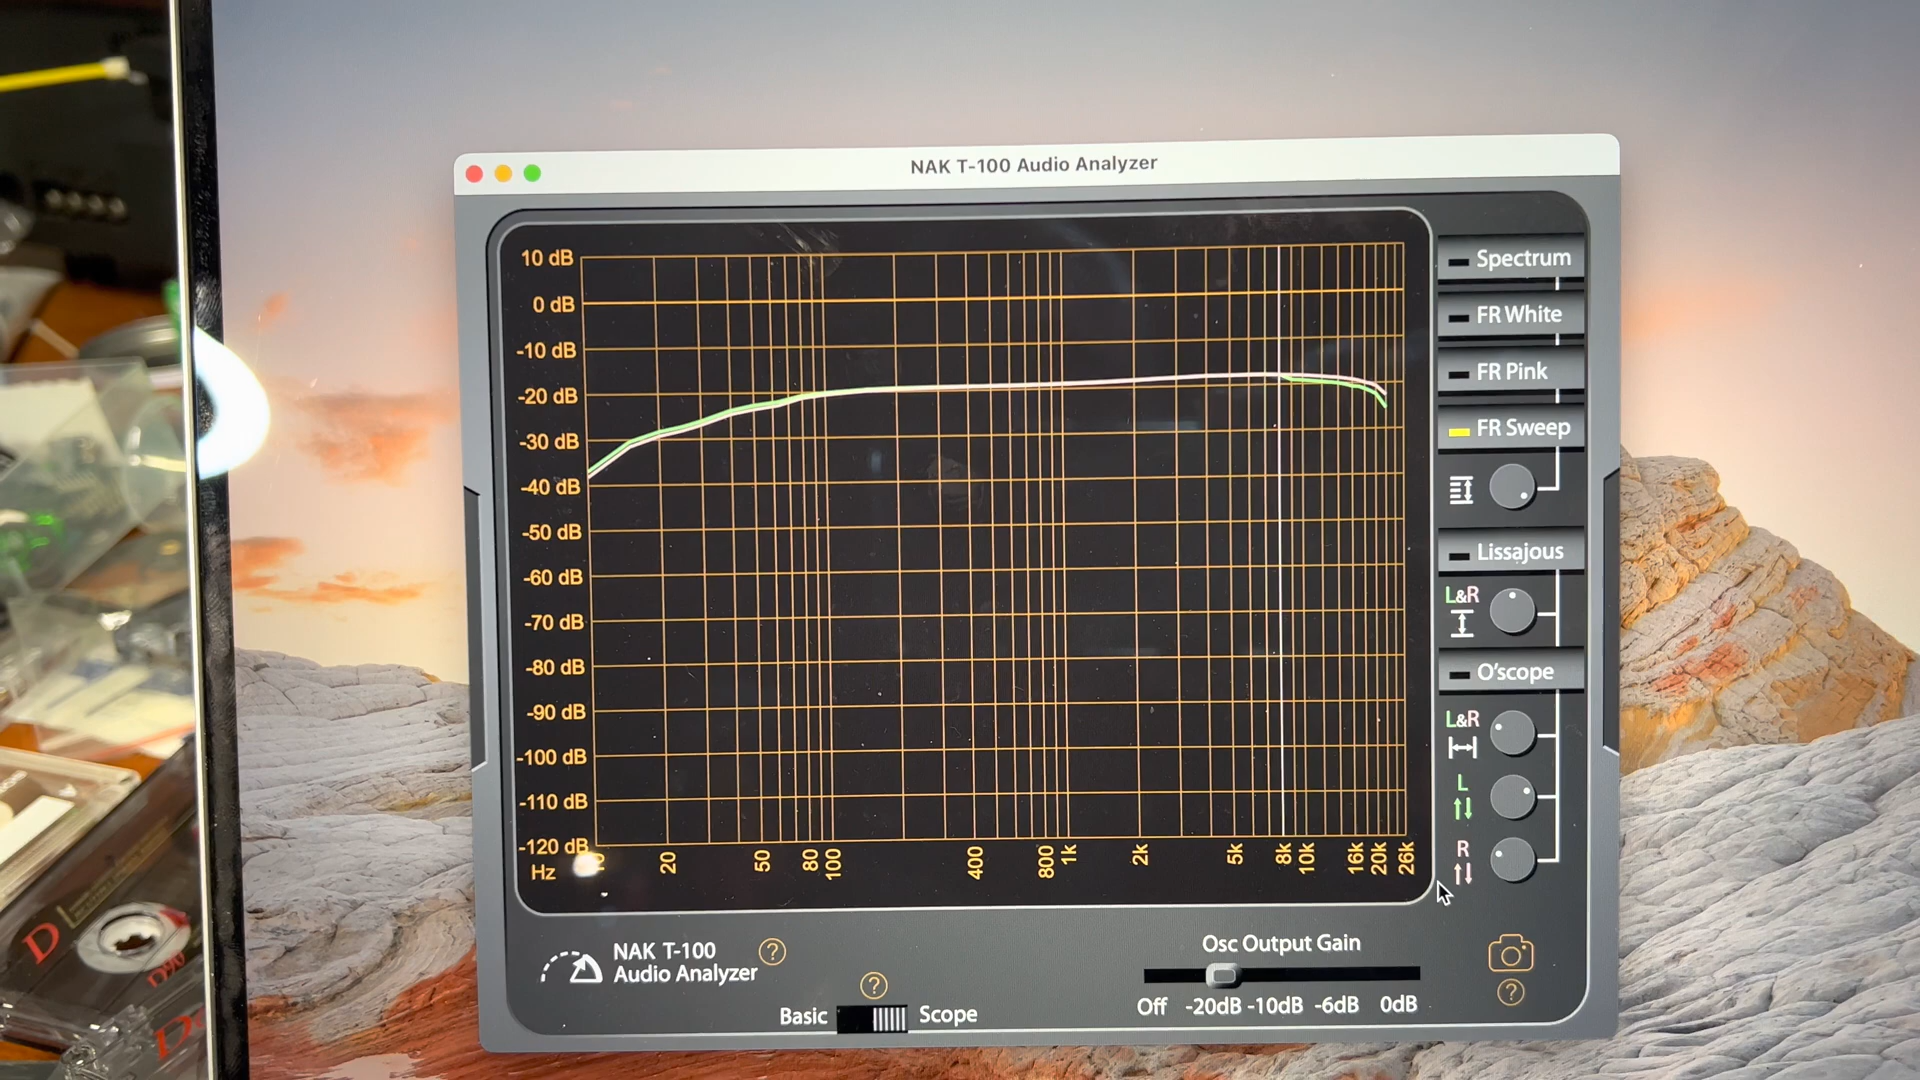 NAK T-100 Audio Analyzer
10 dB
0 dB
-10 dB
-20 dB
-30 dB
-40 dB
-50 dB
-60 dB
-70 dB
-80 dB
-90 dB
-100 dB
-110 dB
-120 dB
Hz
20
50
80
100
400
800
1k
2k
5k
8k
10k
16k
20k
26k
Spectrum
FR White
FR Pink
FR Sweep
Lissajous
L&R
O'scope
L&R
L
R
NAK T-100
Audio Analyzer
?
?
Basic
Scope
Osc Output Gain
Off -20dB -10dB -6dB 0dB
?
D
D90